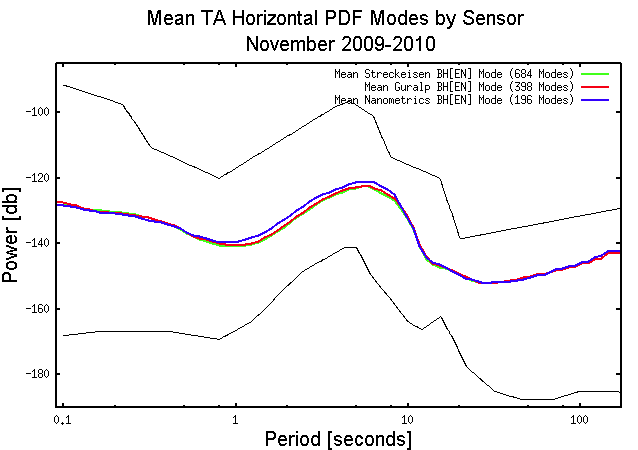 Mean TA Horizontal PDF Modes by Sensor
November 2009-2010
Mean Streckeisen BH[EN] Mode (684 Modes)
Mean Guralp BH[EN] Mode (398 Modes)
Mean Nanometrics BH[EN] Mode (196 Modes)
Power [db]
-100
-120
-140
-160
-180
0.1 1 10 100
Period [seconds]